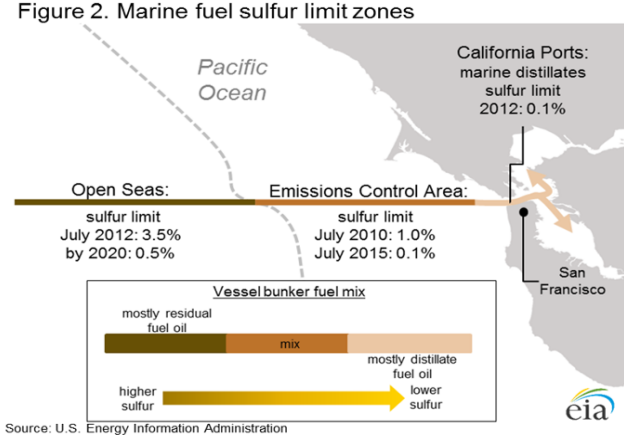 Figure 2. Marine fuel sulfur limit zones
Pacific
Ocean
California Ports:
marine distillates
sulfur limit
2012: 0.1%
Open Seas:
sulfur limit
July 2012: 3.5%
by 2020: 0.5%
Emissions Control Area:
sulfur limit
July 2010: 1.0%
July 2015: 0.1%
San
Francisco
Vessel bunker fuel mix
mostly residual
fuel oil
mix
mostly distillate
fuel oil
higher
sulfur
lower
sulfur
eia
Source: U.S. Energy Information Administration